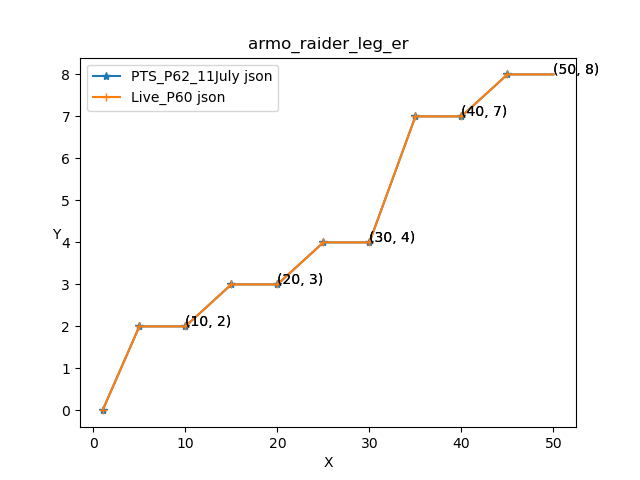 armo_raider_leg_er
PTS_P62_11July json
Live_P60 json
(50, 8)
(40, 7)
(30, 4)
(20, 3)
(10, 2)
8
7
6
5
4
3
2
1
0
Y
0 10 20 30 40 50
X